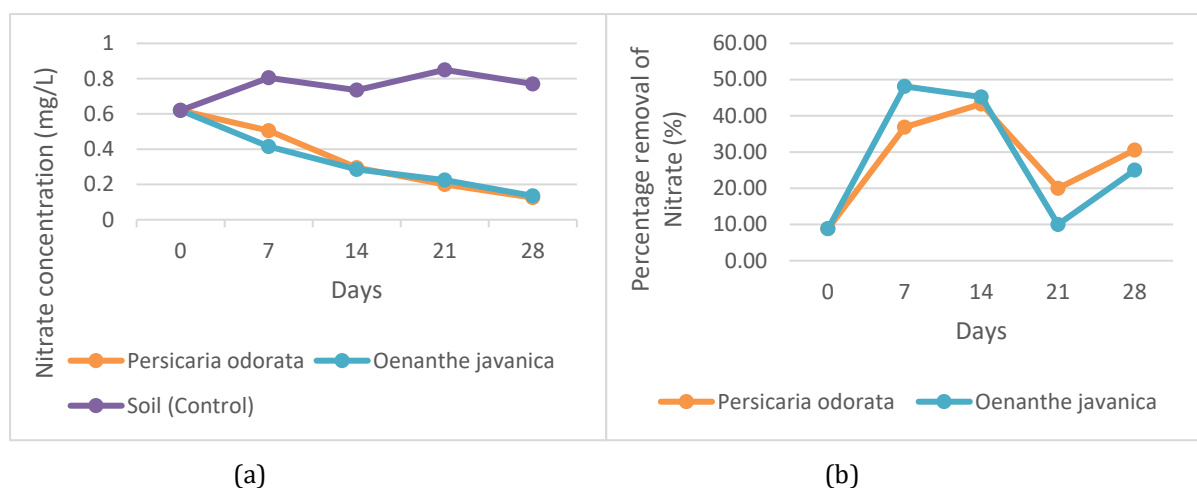 Nitrate concentration (mg/L)
1
0.8
0.6
0.4
0.2
0
0 7 14 21 28
Days
Persicaria odorata Oenanthe javanica
Soil (Control)
(a)
Percentage removal of
Nitrate (%)
60.00
50.00
40.00
30.00
20.00
10.00
0.00
0 7 14 21 28
Days
Persicaria odorata Oenanthe javanica
(b)